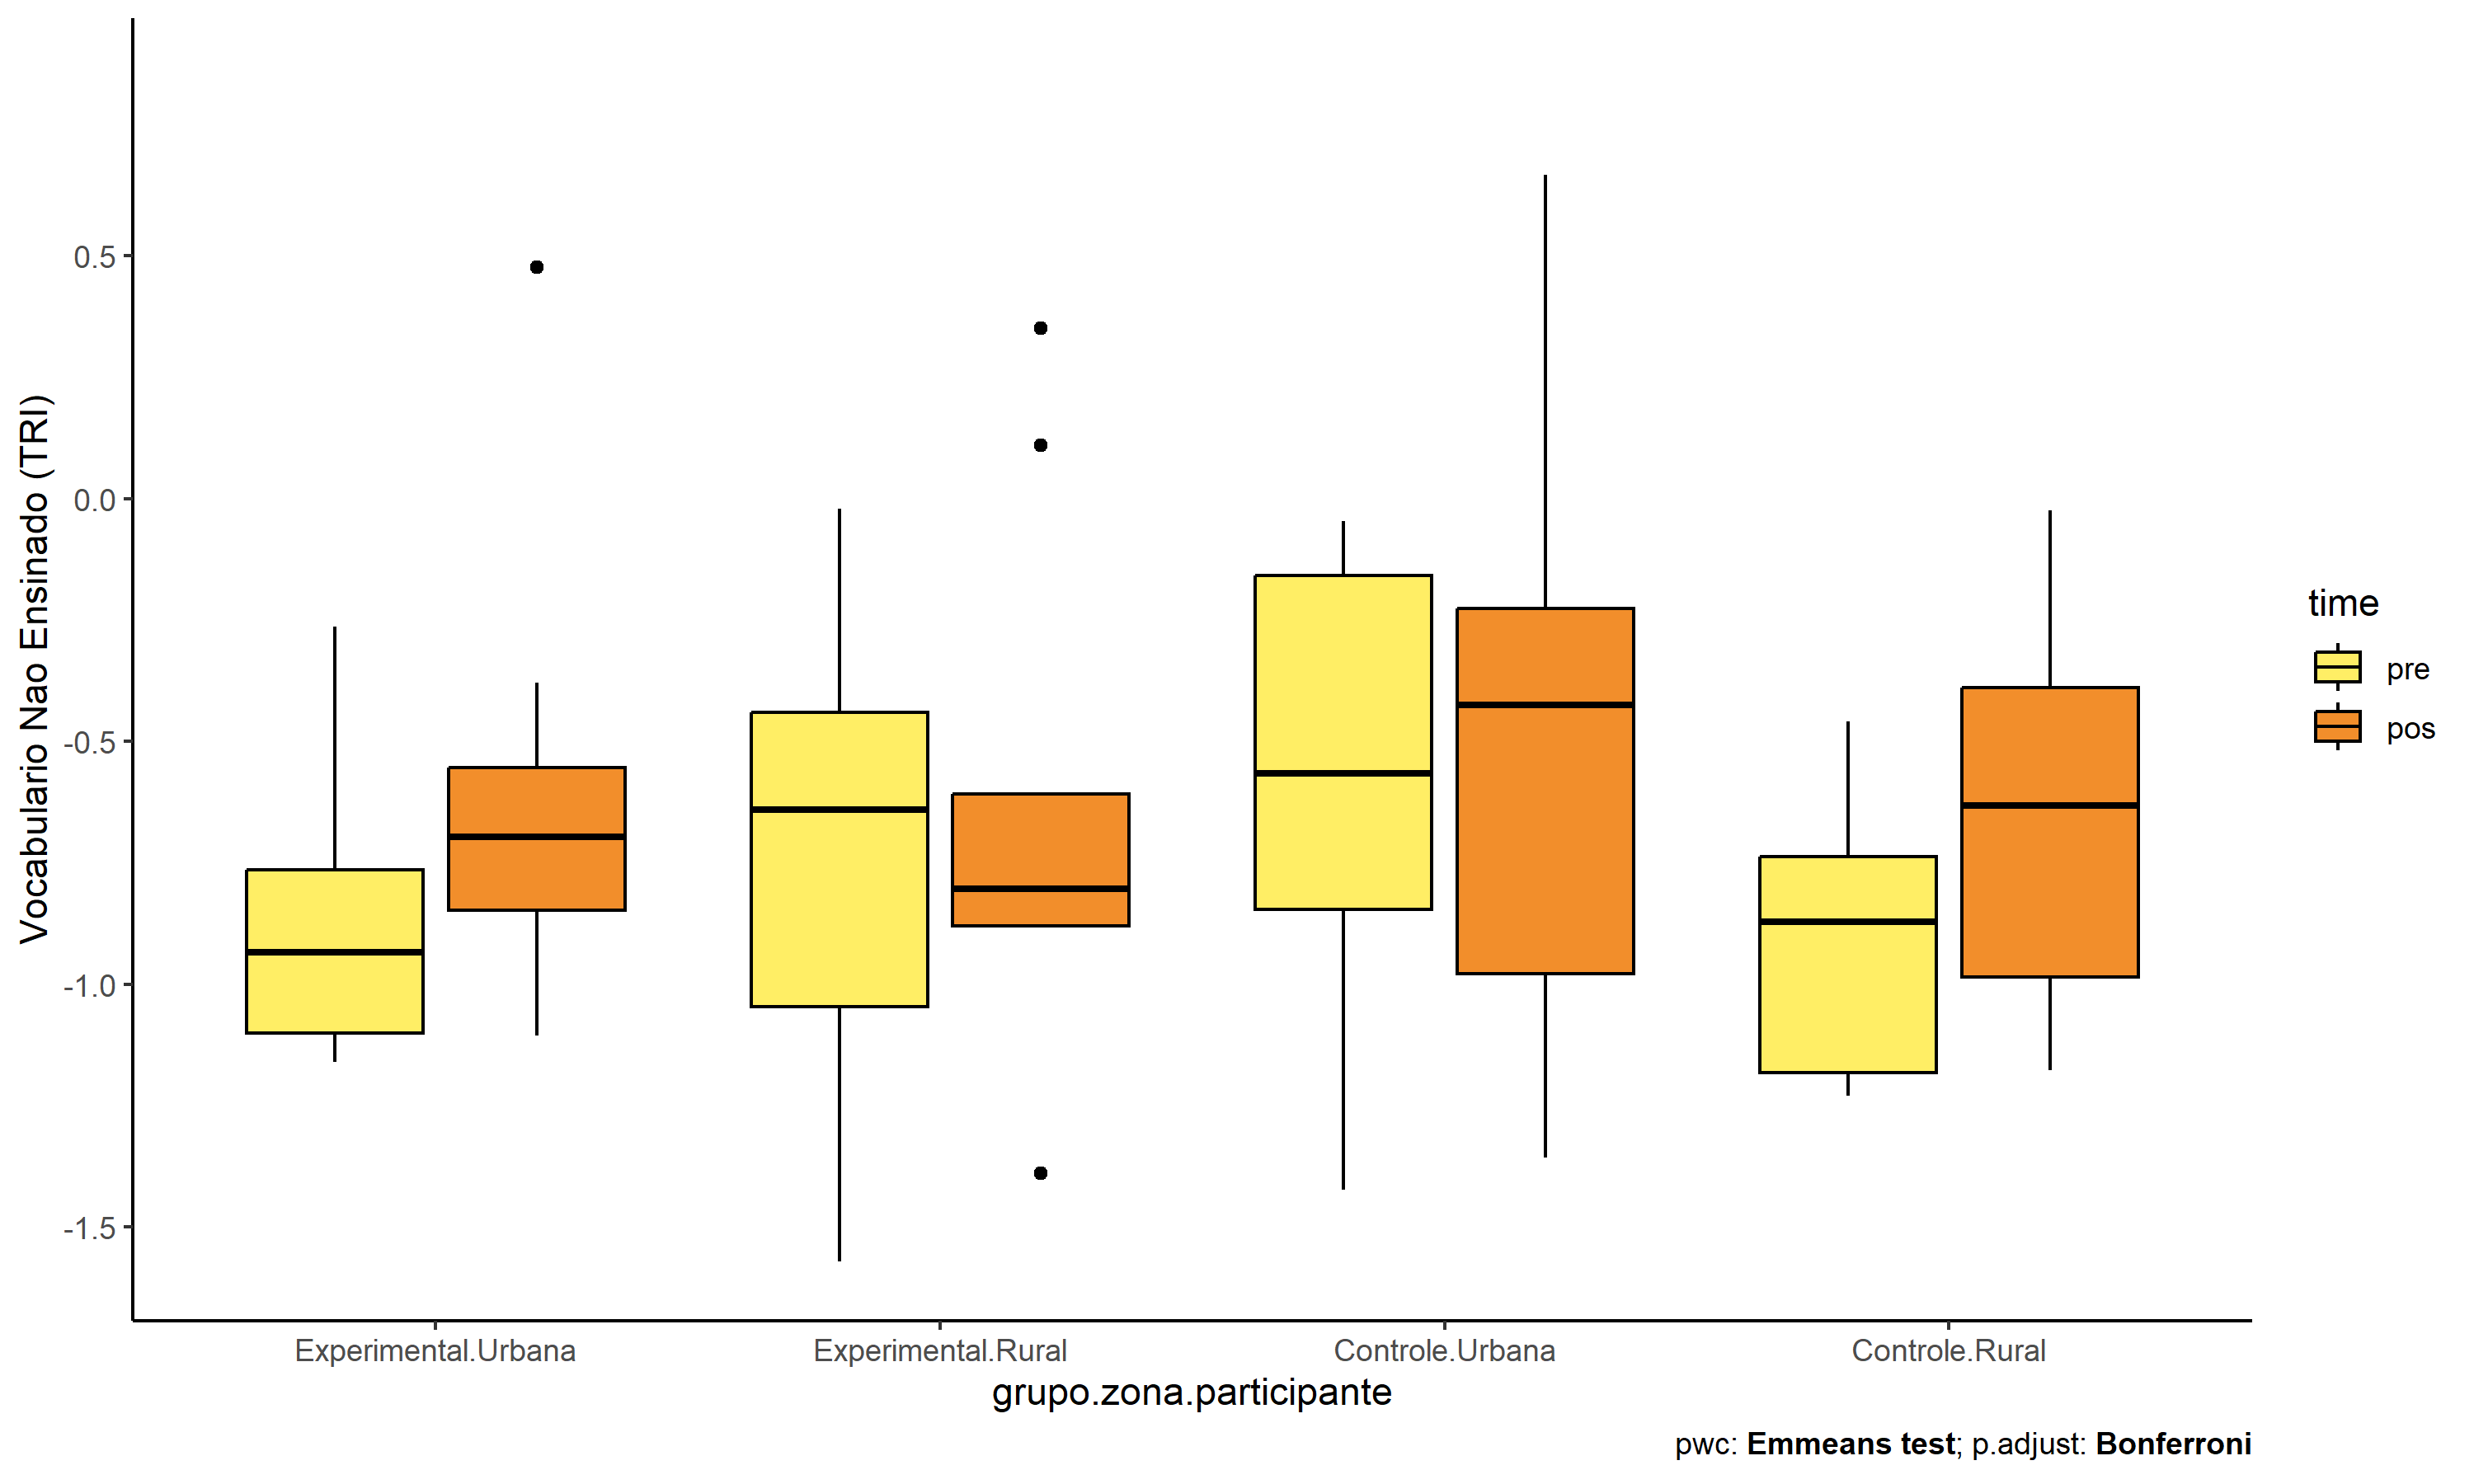 Vocabulario Nao Ensinado (TRI)
0.5
0.0
-0.5
-1.0
-1.5
Experimental.Urbana
Experimental.Rural
Controle.Urbana
Controle.Rural
grupo.zona.participante
time
pre
pos
pwc: Emmeans test; p.adjust: Bonferroni